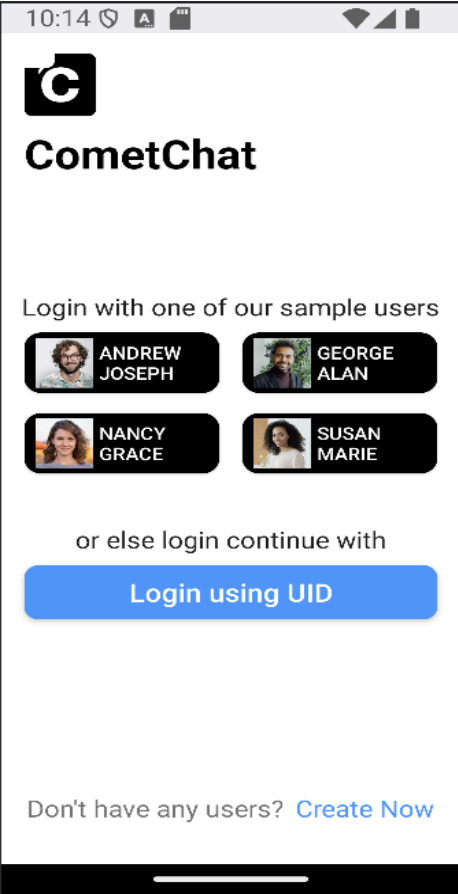 10:14
C
CometChat
Login with one of our sample users
ANDREW
JOSEPH
GEORGE
ALAN
NANCY
GRACE
SUSAN
MARIE
or else login continue with
Login using UID
Don't have any users? Create Now